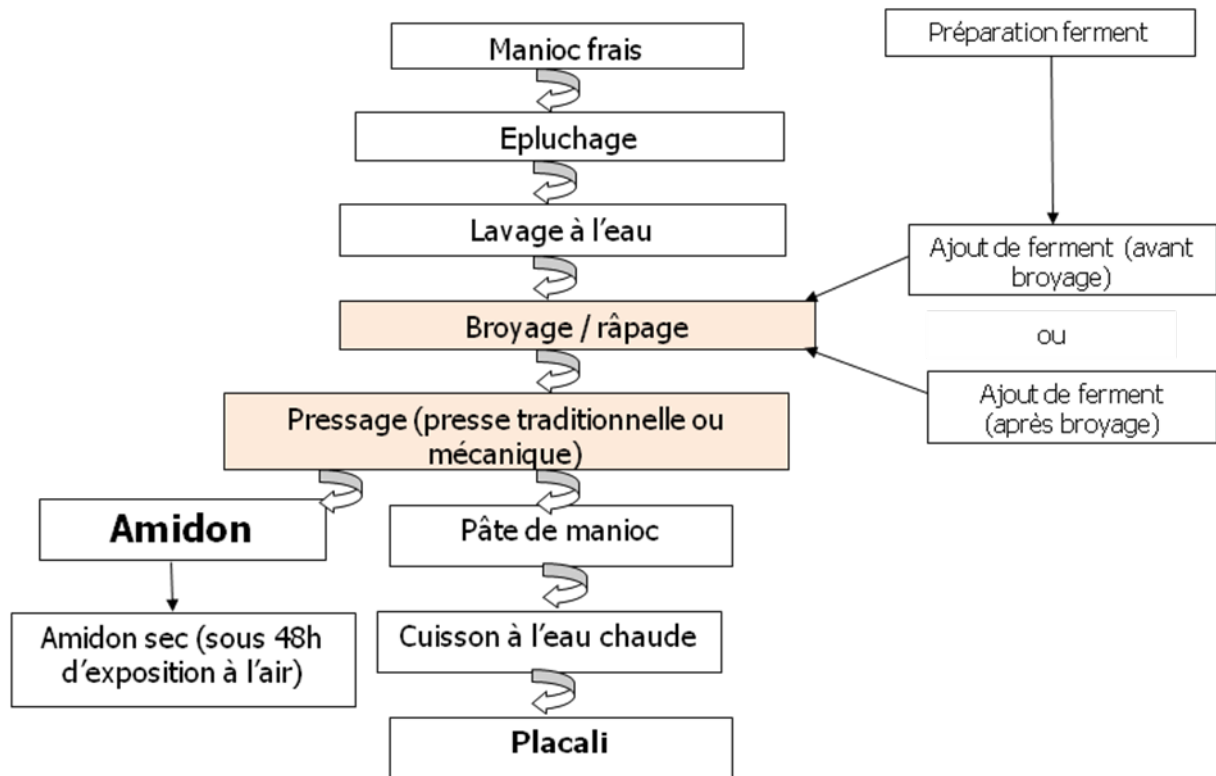 Manioc frais
Préparation ferment
Epluchage
Lavage à l'eau
Ajout de ferment (avant
broyage)
Broyage / râpage
ou
Ajout de ferment
(après broyage)
Pressage (presse traditionnelle ou
mécanique)
Amidon
Pâte de manioc
Amidon sec (sous 48h
d'exposition à l'air)
Cuisson à l'eau chaude
Placali